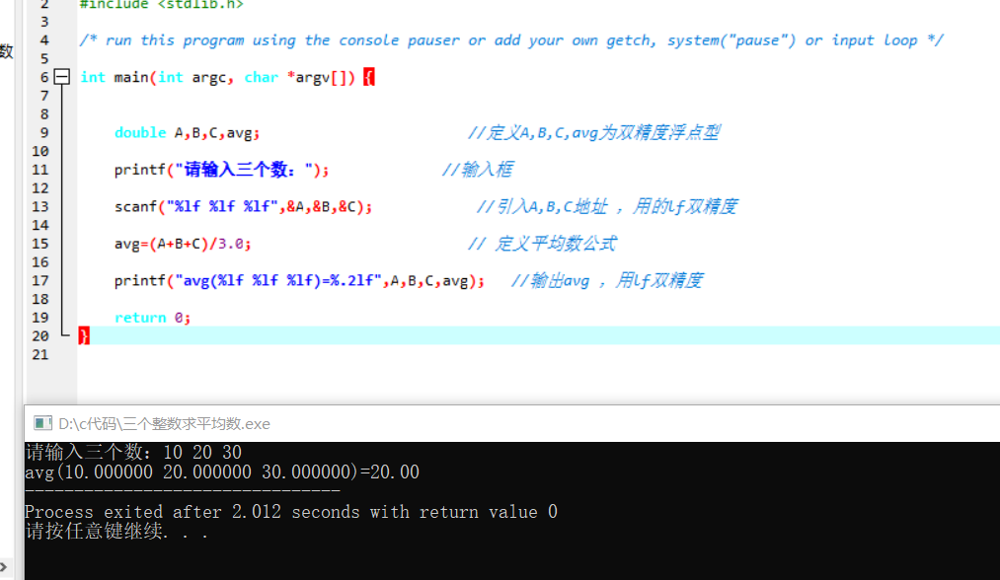 数
2 #include <stdlib.h>
3
4 /* run this program using the console pauser or add your own getch, system("pause") or input loop */
5
6 int main(int argc, char *argv[]) {
7
8
9 double A,B,C,avg; //定义A,B,C,avg为双精度浮点型
10
11 printf("请输入三个数："); //输入框
12
13 scanf("%lf %lf %lf",&A,&B,&C); //引入A,B,C地址 ，用的lf双精度
14
15 avg=(A+B+C)/3.0; // 定义平均数公式
16
17 printf("avg(%lf %lf %lf)=%.2lf",A,B,C,avg); //输出avg ，用lf双精度
18
19 return 0;
20 }
21
D:\c代码\三个整数求平均数.exe
请输入三个数：10 20 30
avg(10.000000 20.000000 30.000000)=20.00
--------------------------------
Process exited after 2.012 seconds with return value 0
请按任意键继续. . .